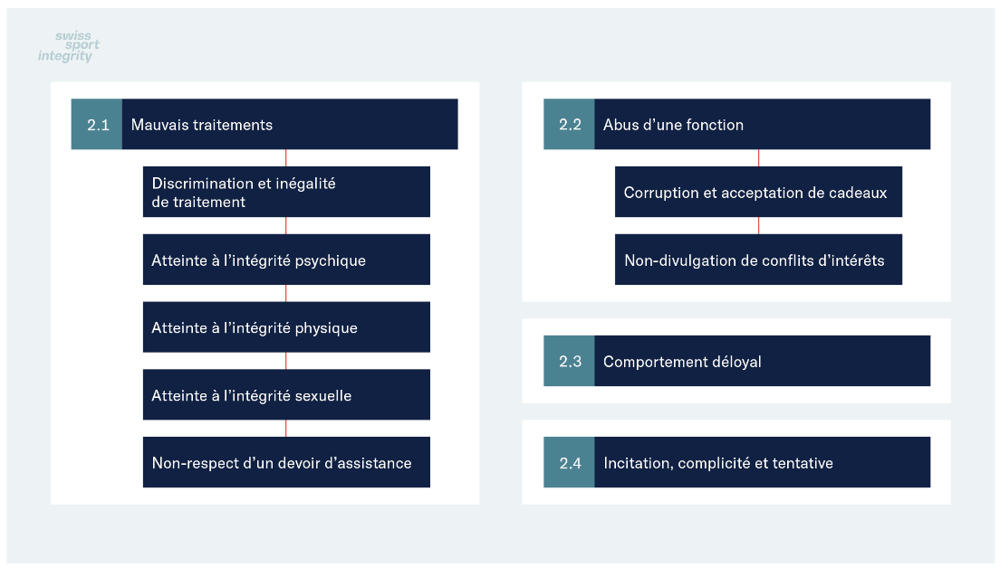 swiss
sport
integrity
2.1 Mauvais traitements
Discrimination et inégalité
de traitement
Atteinte à l’intégrité psychique
Atteinte à l’intégrité physique
Atteinte à l’intégrité sexuelle
Non-respect d’un devoir d’assistance
2.2 Abus d’une fonction
Corruption et acceptation de cadeaux
Non-divulgation de conflits d’intérêts
2.3 Comportement déloyal
2.4 Incitation, complicité et tentative